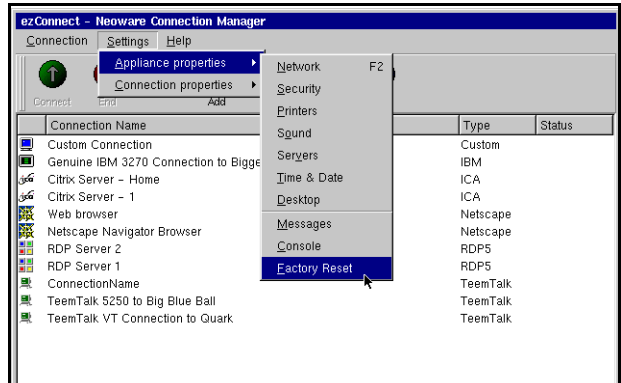 ezConnect – Neoware Connection Manager
Connection Settings Help
Appliance properties
Connection properties
Connect End Add
Network F2
Security
Printers
Sound
Servers
Time & Date
Desktop
Messages
Console
Factory Reset
Connection Name Type Status
Custom Connection Custom
Genuine IBM 3270 Connection to Bigge IBM
Citrix Server – Home ICA
Citrix Server – 1 ICA
Web browser Netscape
Netscape Navigator Browser Netscape
RDP Server 2 RDP5
RDP Server 1 RDP5
ConnectionName TeemTalk
TeemTalk 5250 to Big Blue Ball TeemTalk
TeemTalk VT Connection to Quark TeemTalk